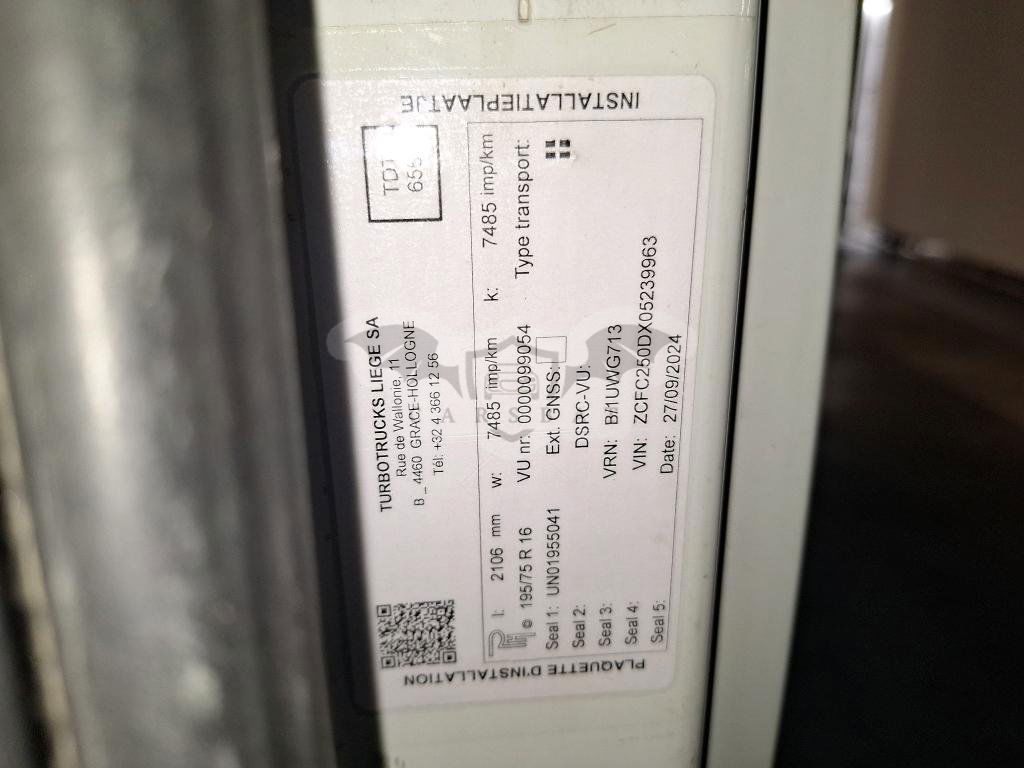 INSTALLATIEPLAATJE
TURBOTRUCKS LIEGE SA
Rue de Wallonie, 11
B _ 4460 GRACE-HOLLOGNE
Tél: +32 4 366 12 56
l: 2106 mm w: 7485 imp/km k: 7485 imp/km
195/75 R 16 VU nr: 0000099054 Type transport:
Seal 1: UN01955041 Ext. GNSS:
Seal 2: DSRC-VU:
Seal 3: VRN: B/1UWG713
Seal 4: VIN: ZCFC250DX05239963
Seal 5: Date: 27/09/2024
PLAQUETTE D'INSTALLATION